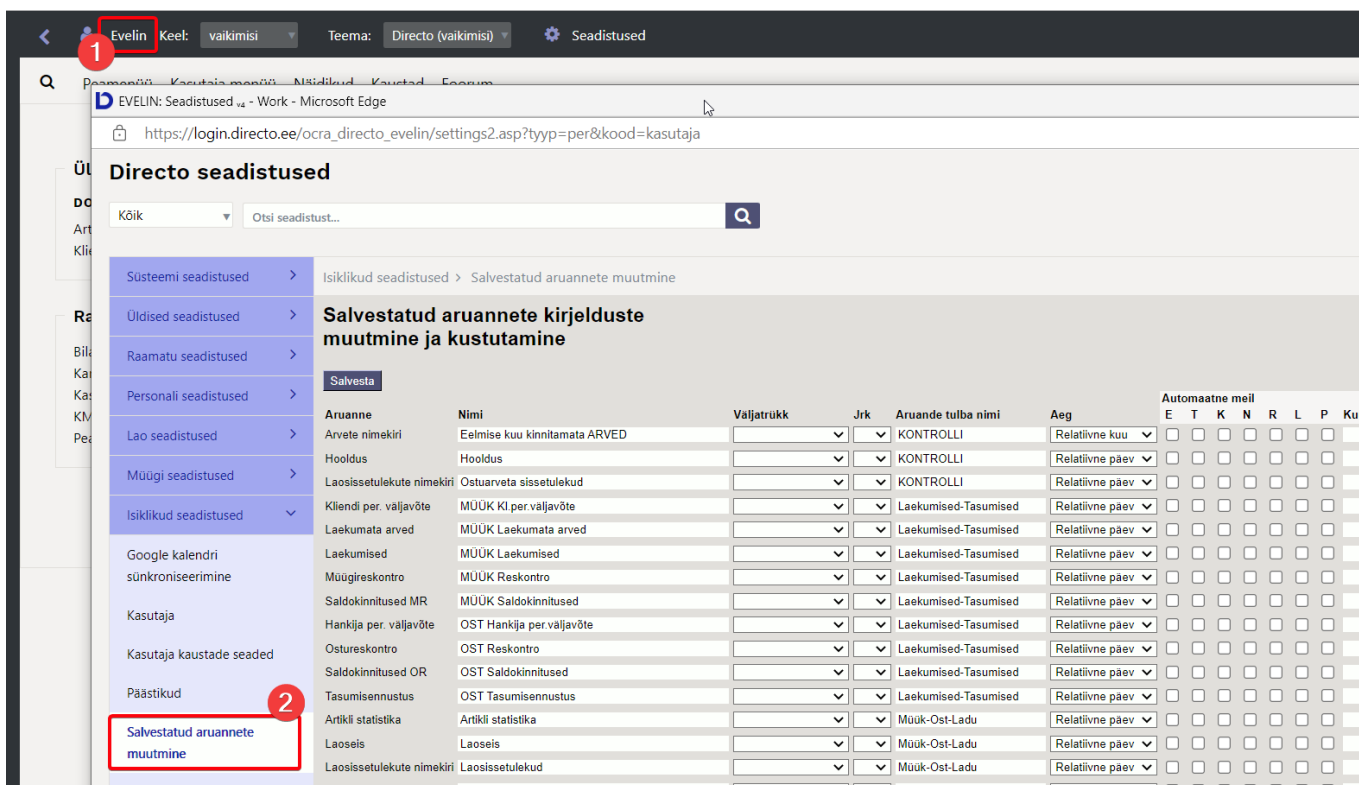 Evelin Keel: vaikimisi Teema: Directo (vaikimisi) Seadistused
1
Peamenüü Kasutaja menüü Näidikud Kaustad Foorum
EVELIN: Seadistused v4 - Work - Microsoft Edge
https://login.directo.ee/ocra_directo_evelin/settings2.asp?tyyp=per&kood=kasutaja
Directo seadistused
Kõik Otsi seadistust...
Süsteemi seadistused
Üldised seadistused
Raamatu seadistused
Personali seadistused
Lao seadistused
Müügi seadistused
Isiklikud seadistused
Google kalendri
sünkroniseerimine
Kasutaja
Kasutaja kaustade seaded
Päästikud
2
Salvestatud aruannete
muutmine
Isiklikud seadistused > Salvestatud aruannete muutmine
Salvestatud aruannete kirjelduste
muutmine ja kustutamine
Salvesta
Automaatne meil
Aruanne Nimi Väljatrükk Jrk Aruande tulba nimi Aeg E T K N R L P Ku
Arvete nimekiri Eelmise kuu kinnitamata ARVED KONTROLLI Relatiivne kuu
Hooldus Hooldus KONTROLLI Relatiivne päev
Laosissetulekute nimekiri Ostuarveta sissetulekud KONTROLLI Relatiivne päev
Kliendi per. väljavõte MÜÜK Kl.per.väljavõte Laekumised-Tasumised Relatiivne päev
Laekumata arved MÜÜK Laekumata arved Laekumised-Tasumised Relatiivne päev
Laekumised MÜÜK Laekumised Laekumised-Tasumised Relatiivne päev
Müügireskontro MÜÜK Reskontro Laekumised-Tasumised Relatiivne päev
Saldokinnitused MR MÜÜK Saldokinnitused Laekumised-Tasumised Relatiivne päev
Hankija per. väljavõte OST Hankija per.väljavõte Laekumised-Tasumised Relatiivne päev
Ostureskontro OST Reskontro Laekumised-Tasumised Relatiivne päev
Saldokinnitused OR OST Saldokinnitused Laekumised-Tasumised Relatiivne päev
Tasumisennustus OST Tasumisennustus Laekumised-Tasumised Relatiivne päev
Artikli statistika Artikli statistika Müük-Ost-Ladu Relatiivne päev
Laoseis Laoseis Müük-Ost-Ladu Relatiivne päev
Laosissetulekute nimekiri Laosissetulekud Müük-Ost-Ladu Relatiivne päev